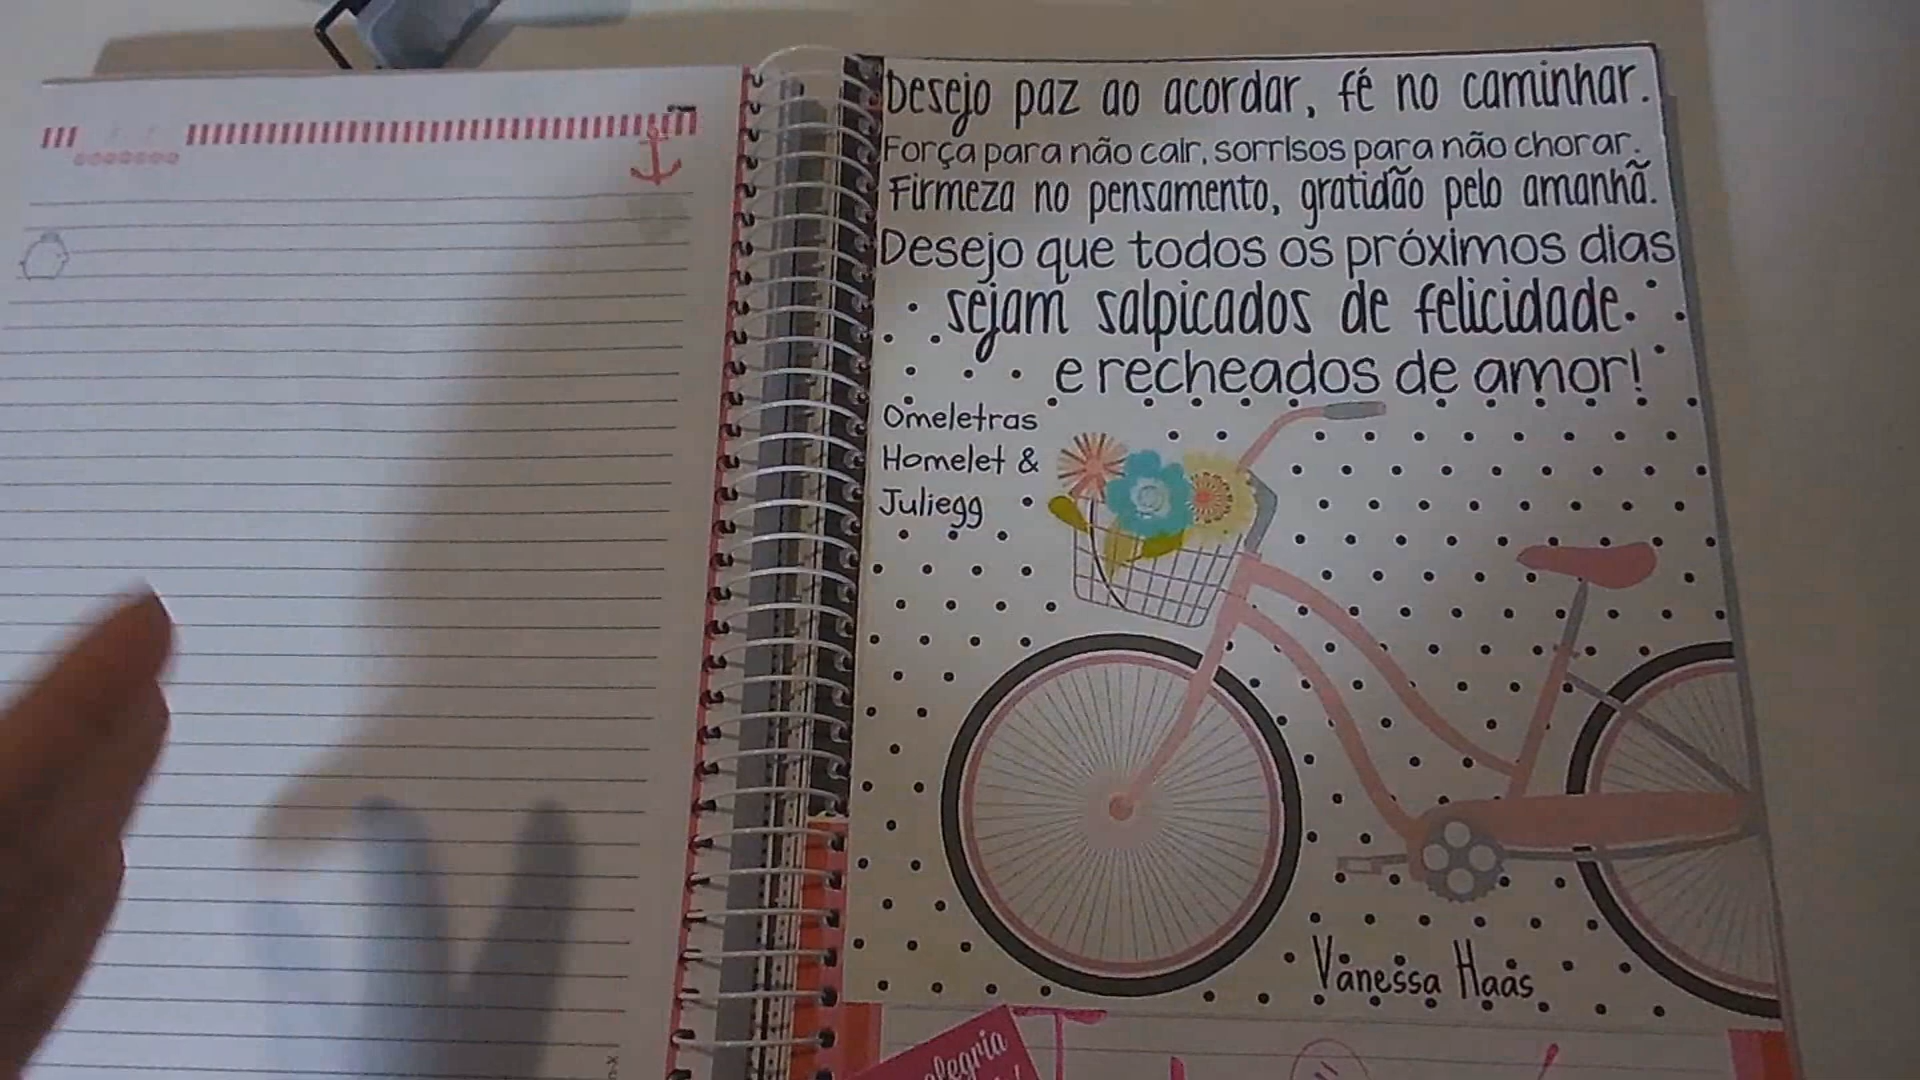 Desejo paz ao acordar, fé no caminhar.
Força para não cair, sorrisos para não chorar.
Firmeza no pensamento, gratidão pelo amanhã.
Desejo que todos os próximos dias
sejam salpicados de felicidade.
e recheados de amor!
Omeletras
Homelet &
Juliegg
Vanessa Haas
alegria